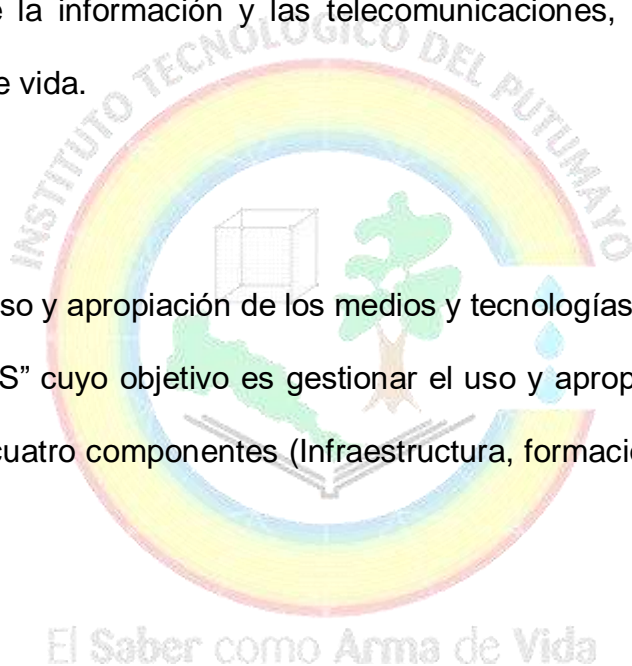 e la información y las telecomunicaciones,
INSTITUTO TECNOLÓGICO DEL PUTUMAYO
e vida.
so y apropiación de los medios y tecnologías
S” cuyo objetivo es gestionar el uso y aprop
cuatro componentes (Infraestructura, formació
El Saber como Arma de Vida